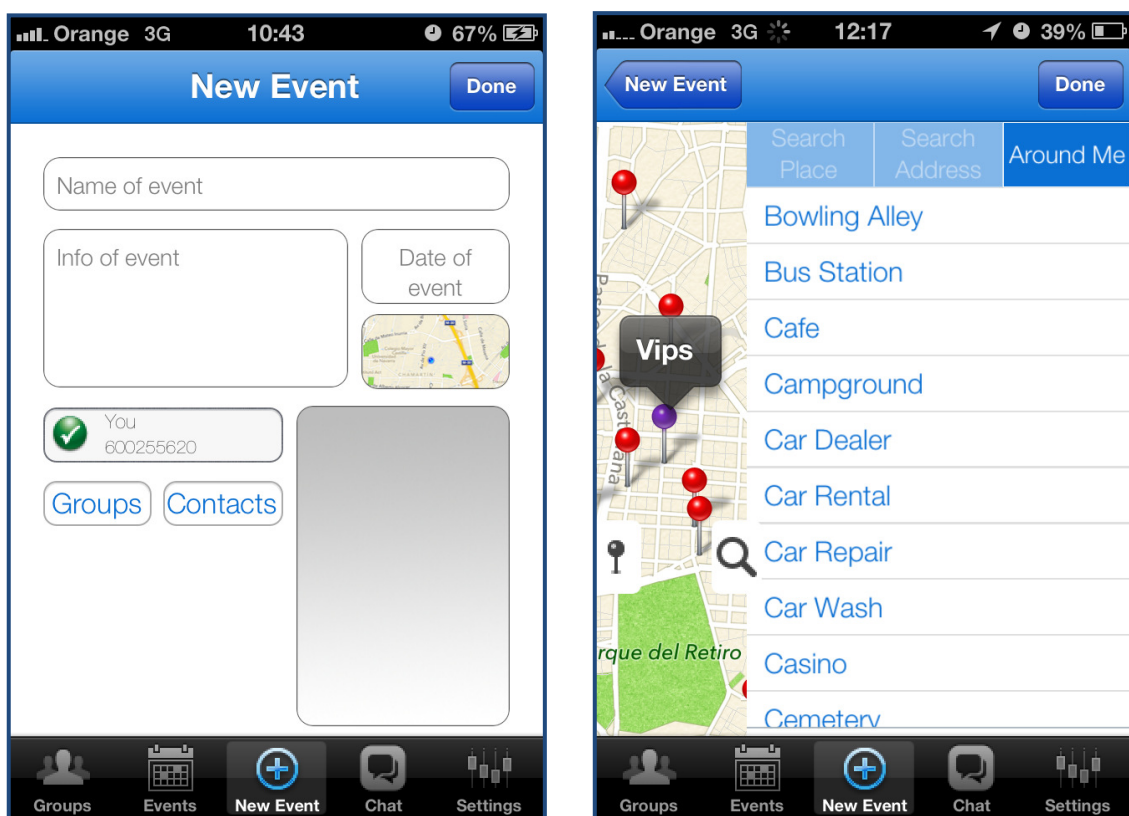 Orange 3G 10:43 67%
New Event Done
Name of event
Info of event
Date of
event
You
600255620
Groups Contacts
Groups Events New Event Chat Settings
Orange 3G 12:17 39%
New Event Done
Search
Place
Search
Address
Around Me
Bowling Alley
Bus Station
Cafe
Vips
Campground
Car Dealer
Car Rental
Car Repair
Car Wash
rque del Retiro
Casino
Cemetery
Groups Events New Event Chat Settings